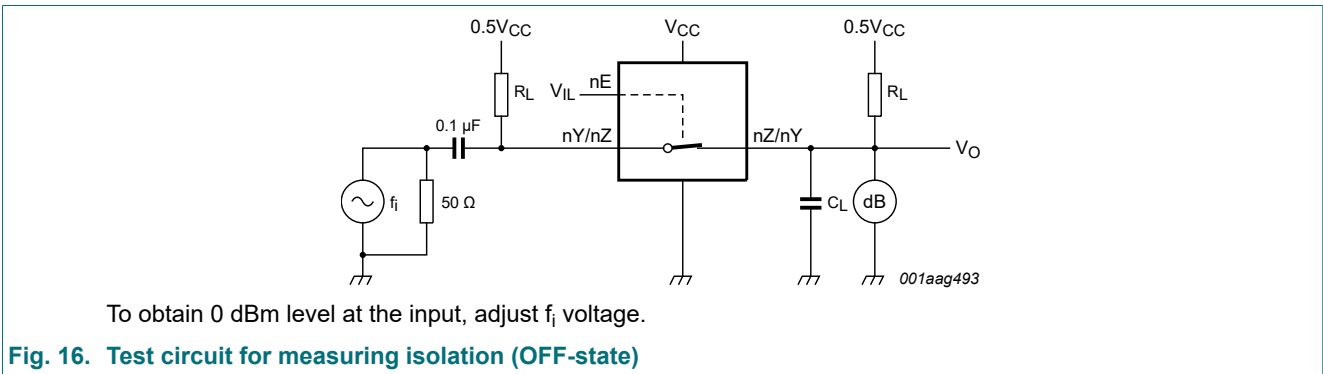 0.5VCC VCC 0.5VCC
RL VIL nE RL
0.1 µF nY/nZ nZ/nY VO
fi 50 Ω CL dB
001aag493
To obtain 0 dBm level at the input, adjust fi voltage.
Fig. 16. Test circuit for measuring isolation (OFF-state)